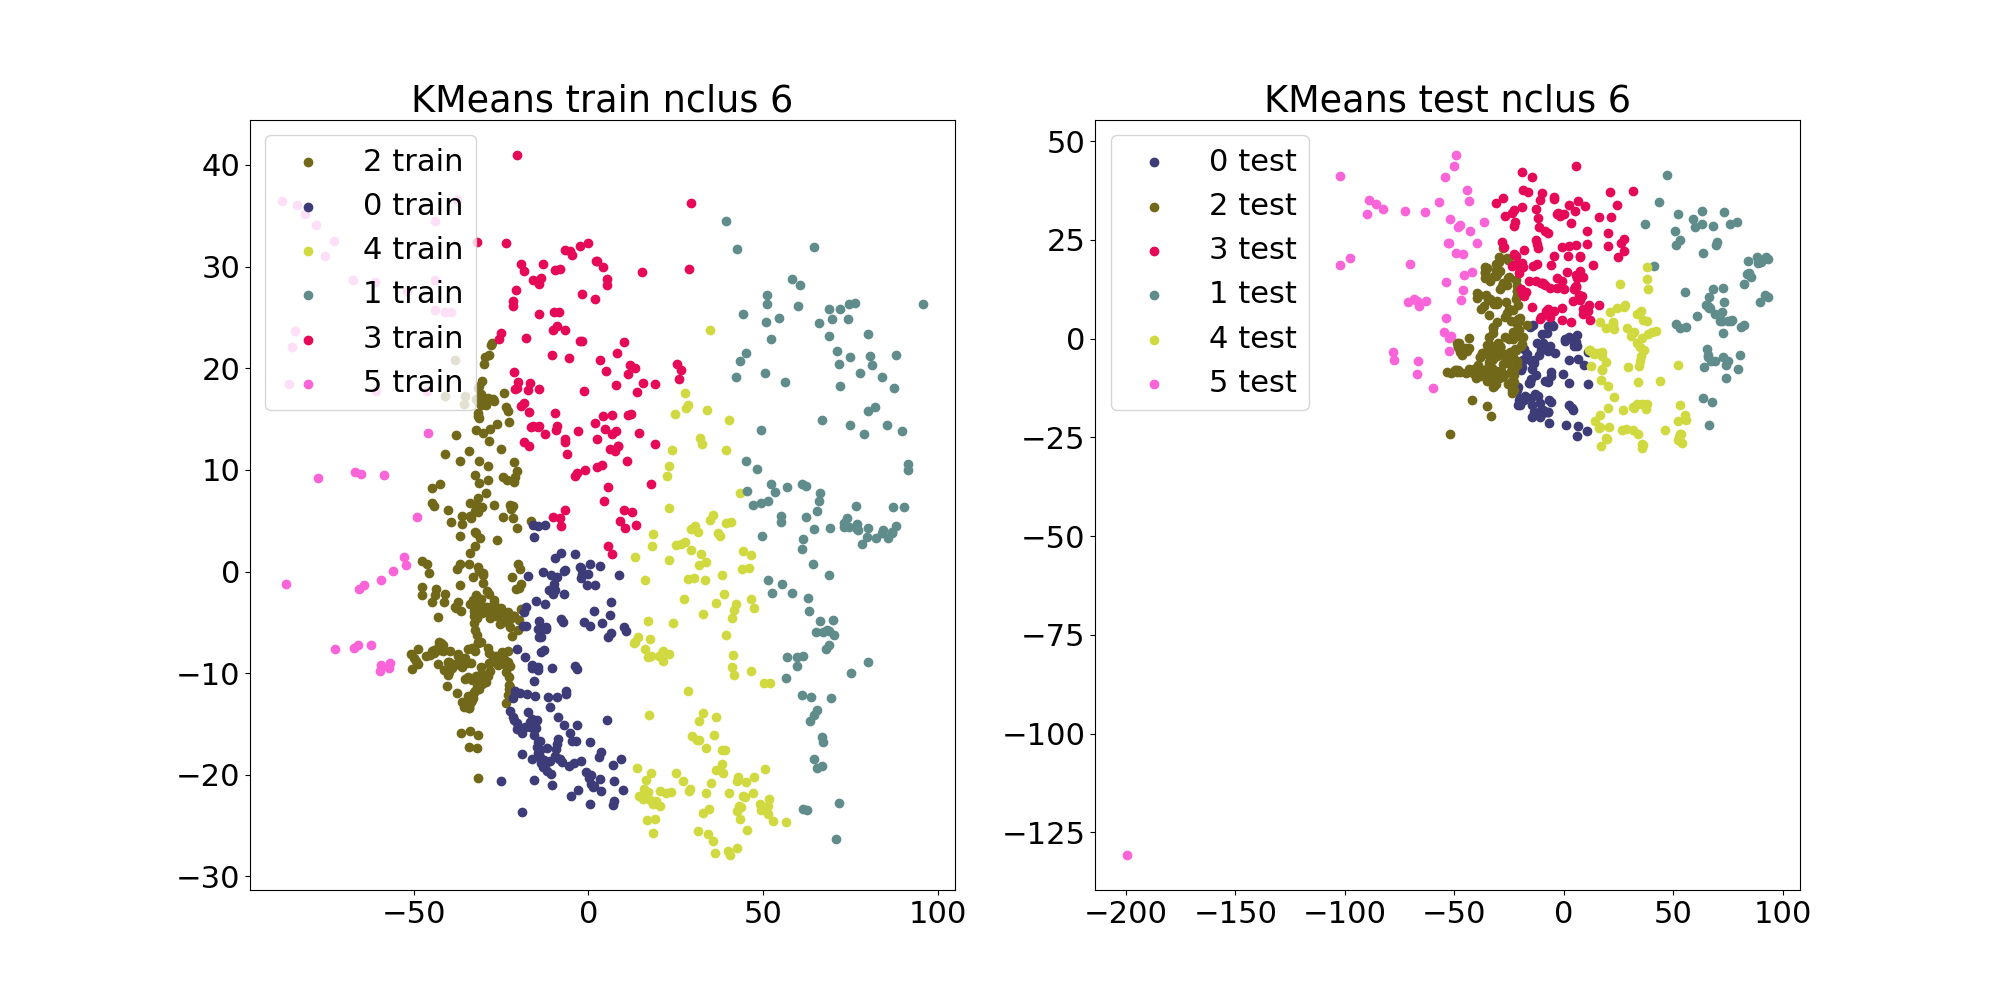 KMeans train nclus 6
2 train
0 train
4 train
1 train
3 train
5 train
40
30
20
10
0
−10
−20
−30
−50 0 50 100
KMeans test nclus 6
0 test
2 test
3 test
1 test
4 test
5 test
50
25
0
−25
−50
−75
−100
−125
−200 −150 −100 −50 0 50 100